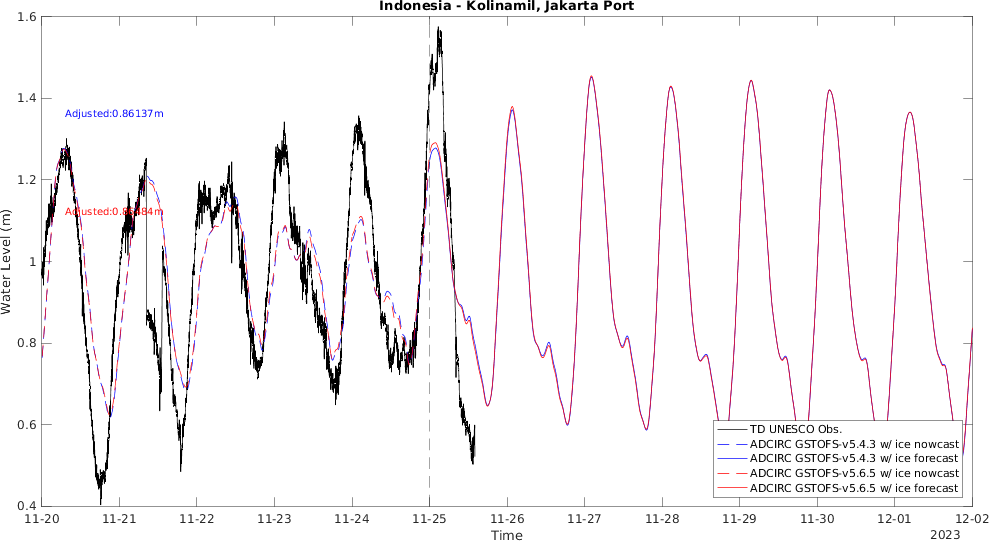 Indonesia - Kolinamil, Jakarta Port
Water Level (m)
1.6
1.4
1.2
1
0.8
0.6
0.4
Adjusted:0.86137m
TD UNESCO Obs.
ADCIRC GSTOFS-v5.4.3 w/ ice nowcast
ADCIRC GSTOFS-v5.4.3 w/ ice forecast
ADCIRC GSTOFS-v5.6.5 w/ ice nowcast
ADCIRC GSTOFS-v5.6.5 w/ ice forecast
11-20 11-21 11-22 11-23 11-24 11-25 11-26 11-27 11-28 11-29 11-30 12-01 12-02
Time
2023